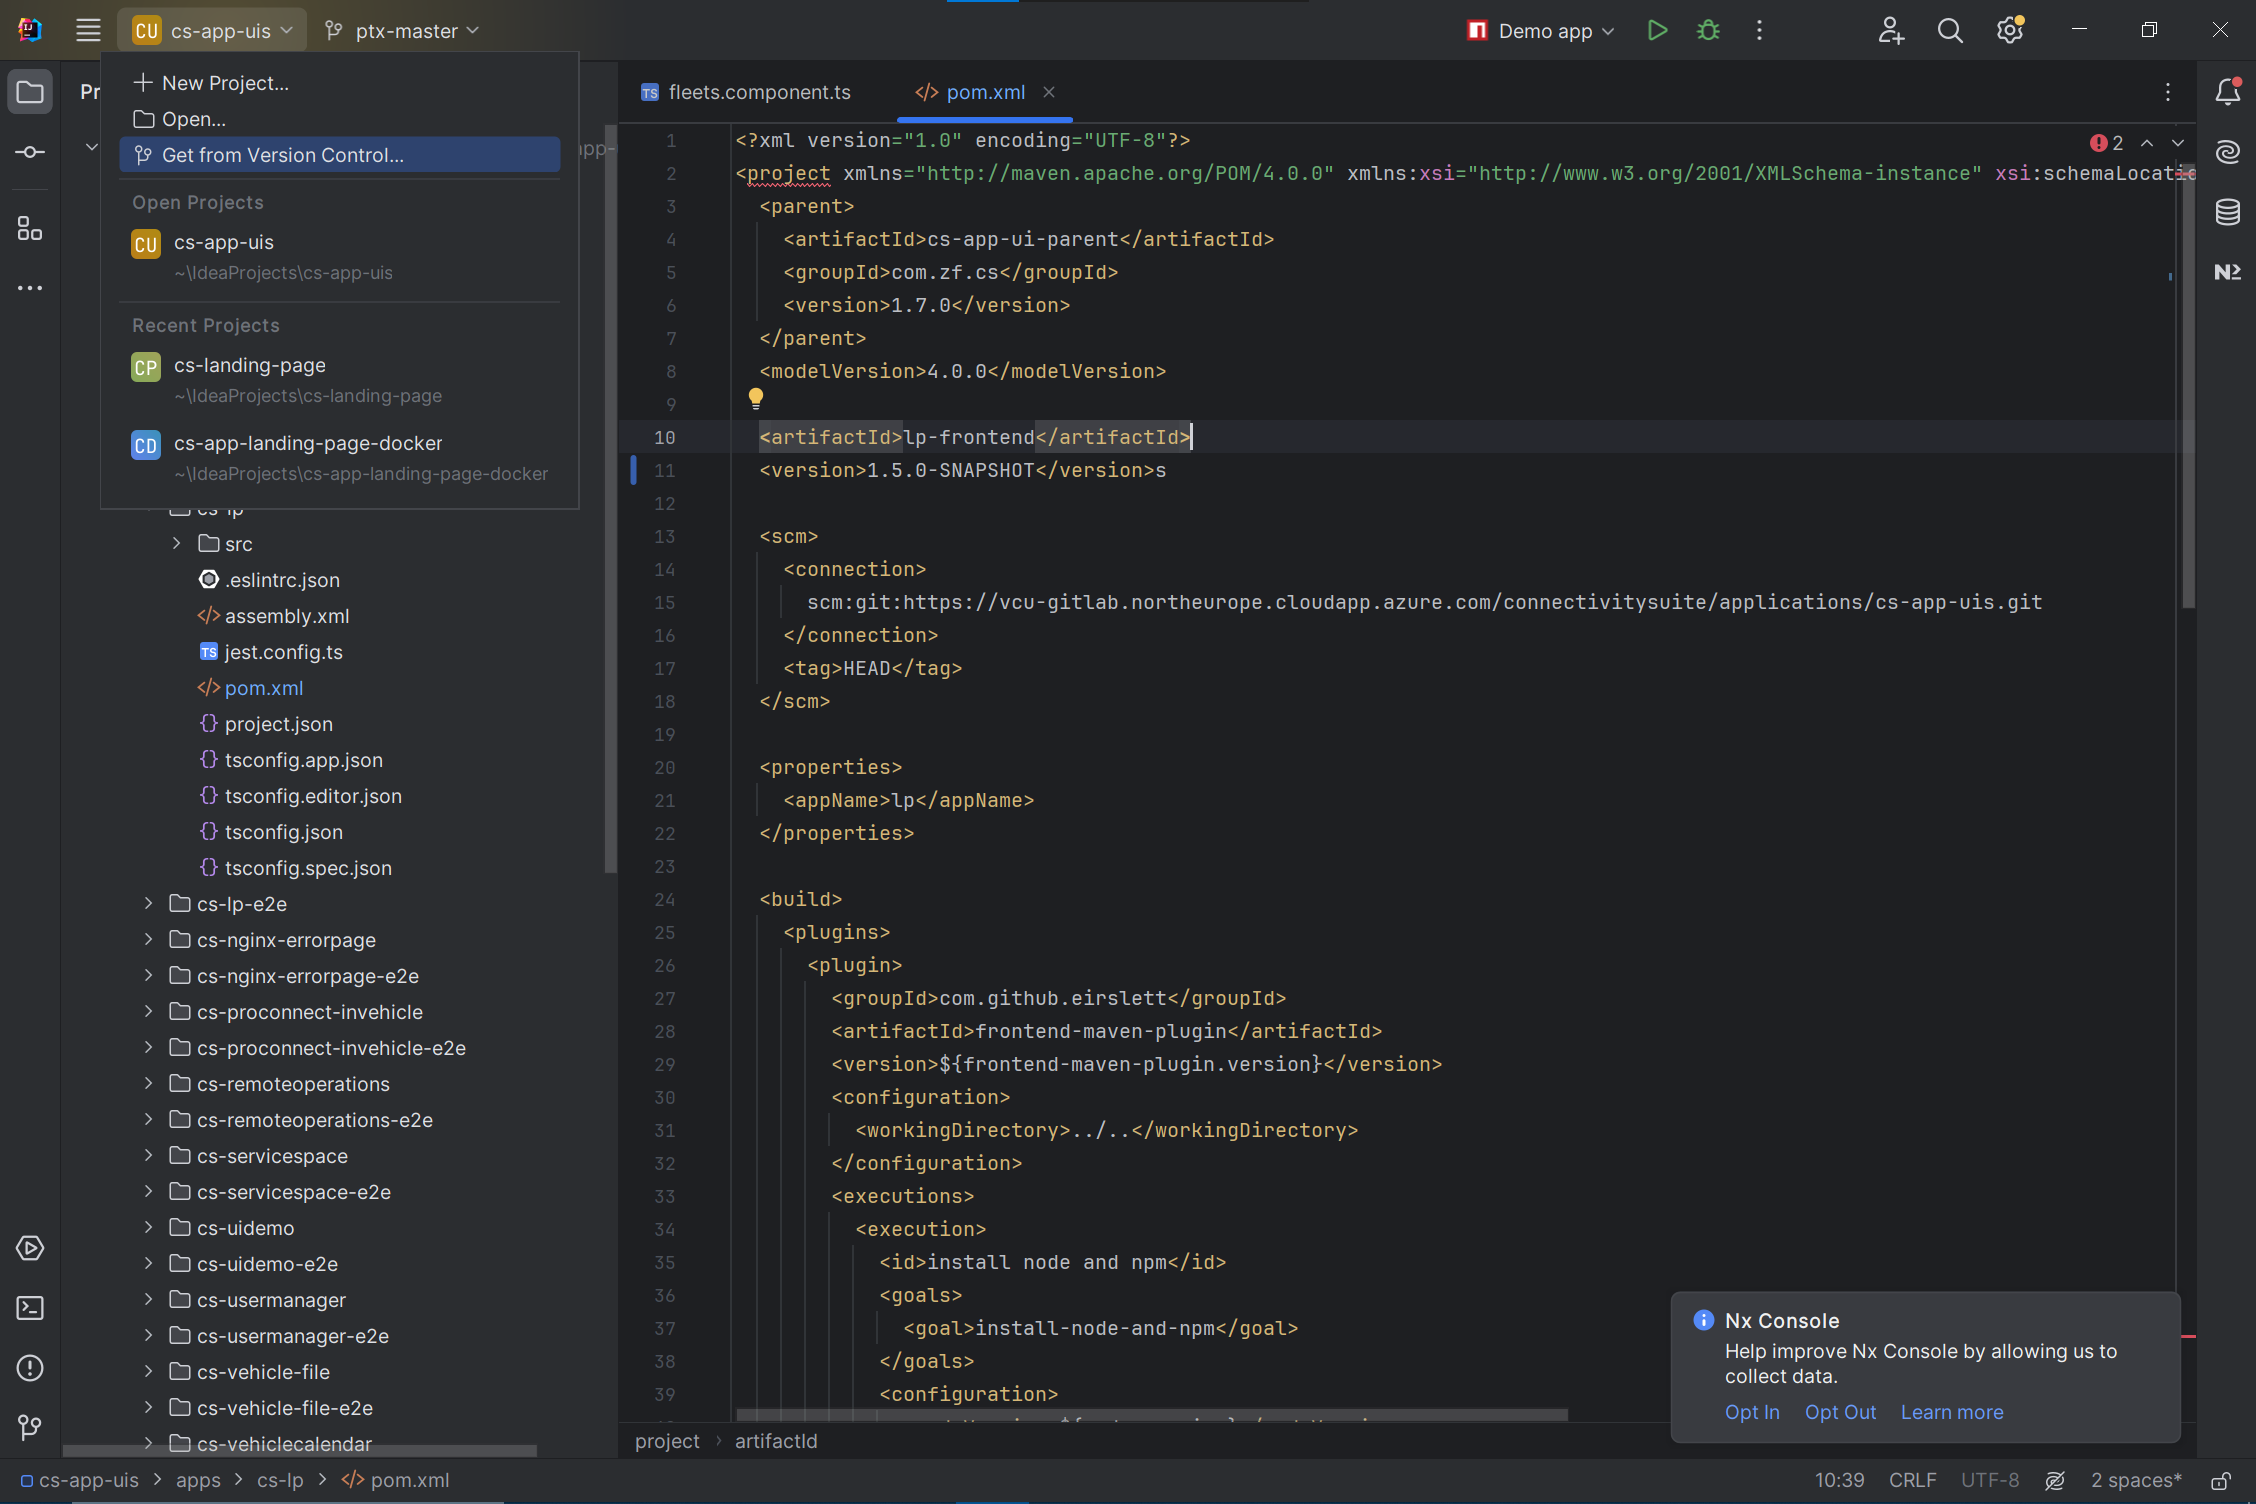 CU cs-app-uis
ptx-master
Demo app
New Project...
Open...
Get from Version Control...
Open Projects
CU cs-app-uis
~\IdeaProjects\cs-app-uis
Recent Projects
CP cs-landing-page
~\IdeaProjects\cs-landing-page
CD cs-app-landing-page-docker
~\IdeaProjects\cs-app-landing-page-docker
Pr
app-
cs-lp
src
.eslintrc.json
</> assembly.xml
TS jest.config.ts
</> pom.xml
{} project.json
{} tsconfig.app.json
{} tsconfig.editor.json
{} tsconfig.json
{} tsconfig.spec.json
cs-lp-e2e
cs-nginx-errorpage
cs-nginx-errorpage-e2e
cs-proconnect-invehicle
cs-proconnect-invehicle-e2e
cs-remoteoperations
cs-remoteoperations-e2e
cs-servicespace
cs-servicespace-e2e
cs-uidemo
cs-uidemo-e2e
cs-usermanager
cs-usermanager-e2e
cs-vehicle-file
cs-vehicle-file-e2e
cs-vehiclecalendar
TS fleets.component.ts
</> pom.xml
2
1 <?xml version="1.0" encoding="UTF-8"?>
2 <project xmlns="http://maven.apache.org/POM/4.0.0" xmlns:xsi="http://www.w3.org/2001/XMLSchema-instance" xsi:schemaLocatio
3 <parent>
4 <artifactId>cs-app-ui-parent</artifactId>
5 <groupId>com.zf.cs</groupId>
6 <version>1.7.0</version>
7 </parent>
8 <modelVersion>4.0.0</modelVersion>
9
10 <artifactId>lp-frontend</artifactId>
11 <version>1.5.0-SNAPSHOT</version>s
12
13 <scm>
14 <connection>
15 scm:git:https://vcu-gitlab.northeurope.cloudapp.azure.com/connectivitysuite/applications/cs-app-uis.git
16 </connection>
17 <tag>HEAD</tag>
18 </scm>
19
20 <properties>
21 <appName>lp</appName>
22 </properties>
23
24 <build>
25 <plugins>
26 <plugin>
27 <groupId>com.github.eirslett</groupId>
28 <artifactId>frontend-maven-plugin</artifactId>
29 <version>${frontend-maven-plugin.version}</version>
30 <configuration>
31 <workingDirectory>../..</workingDirectory>
32 </configuration>
33 <executions>
34 <execution>
35 <id>install node and npm</id>
36 <goals>
37 <goal>install-node-and-npm</goal>
38 </goals>
39 <configuration>
Nx Console
Help improve Nx Console by allowing us to
collect data.
Opt In Opt Out Learn more
project > artifactId
cs-app-uis > apps > cs-lp > </> pom.xml
10:39 CRLF UTF-8 2 spaces*